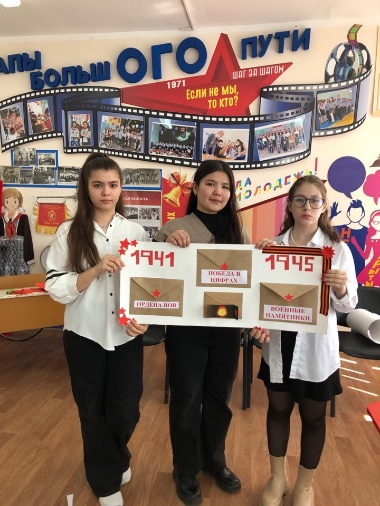 АЛЫ БОЛЬШОГО ПУТИ
1971
ШАГ ЗА ШАГОМ
Если не мы,
то кто?
1941
ПОБЕДА В
ЦИФРАХ
1945
ОРДЕНА ВОВ
ВОЕННЫЕ
ПАМЯТНИКИ